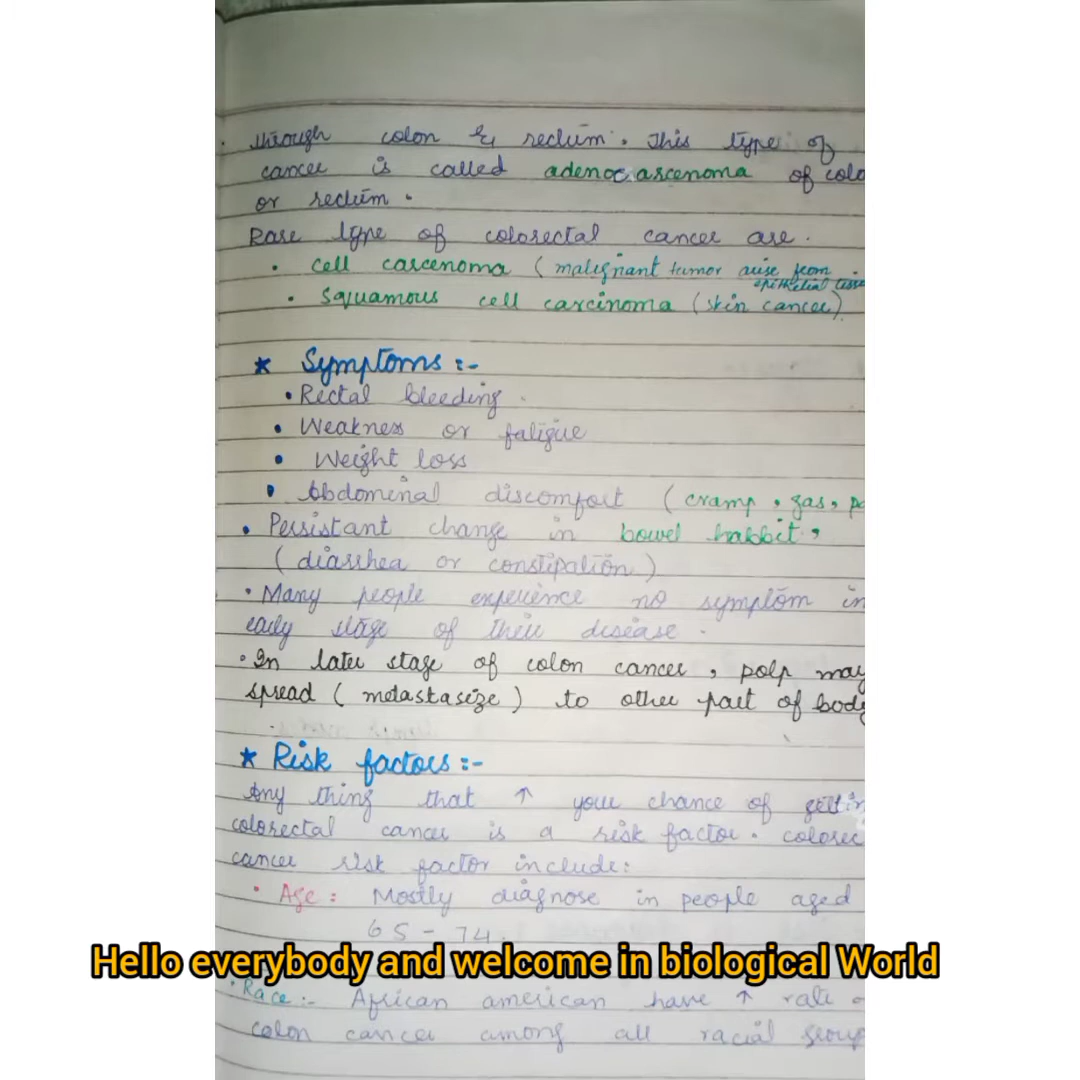 through colon & rectum. This type of
cancer is called adenocarcenoma of colo
or rectum.
Rare type of colorectal cancer are.
• cell carcenoma (malignant tumor arise from
epithelial tissu
• Squamous cell carcinoma (skin cancer)
* Symptoms :-
• Rectal bleeding.
• Weakness or fatigue
• Weight loss
• Abdominal discomfort (cramp, gas, pa
• Persistant change in bowel habbit,
(diarrhea or constipation)
• Many people experience no symptom in
early stage of their disease.
• In later stage of colon cancer, polp may
spread (metastasize) to other part of body
* Risk factors :-
Any thing that ↑ your chance of gettin
colorectal cancer is a risk factor. colorec
cancer risk factor include:
• Age : Mostly diagnose in people aged
65 - 74
Hello everybody and welcome in biological World
• Race :- African american have ↑ rate o
colon cancer among all racial group